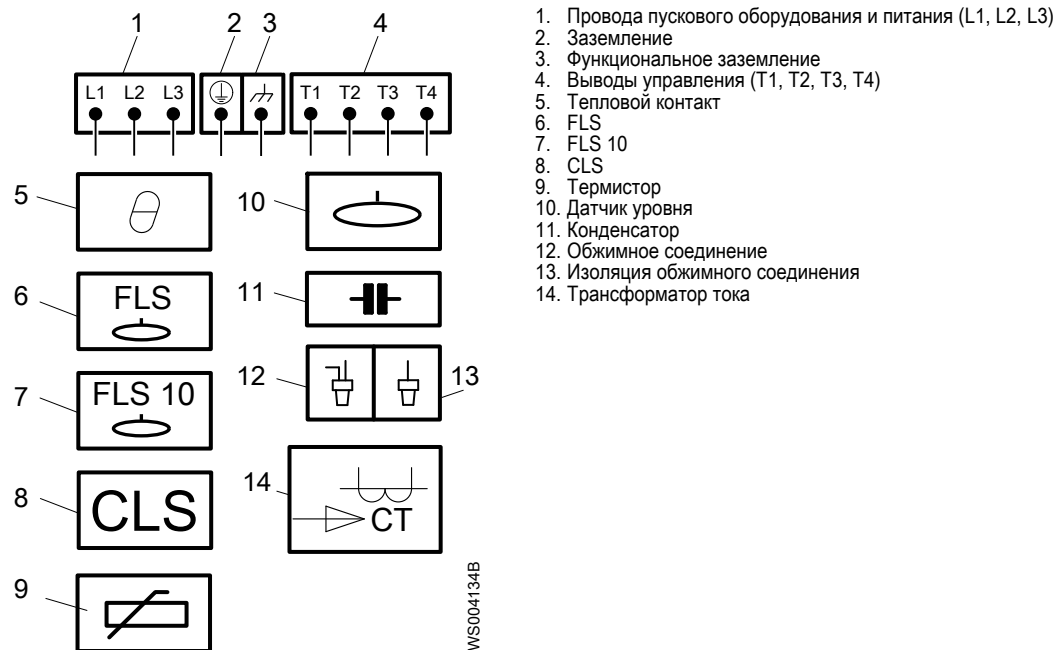 1 2 3 4
L1 L2 L3 T1 T2 T3 T4
5
10
6 FLS
11
7 FLS 10
12 13
8 CLS
14 CT
9
WS004134B
1. Провода пускового оборудования и питания (L1, L2, L3)
2. Заземление
3. Функциональное заземление
4. Выводы управления (T1, T2, T3, T4)
5. Тепловой контакт
6. FLS
7. FLS 10
8. CLS
9. Термистор
10. Датчик уровня
11. Конденсатор
12. Обжимное соединение
13. Изоляция обжимного соединения
14. Трансформатор тока